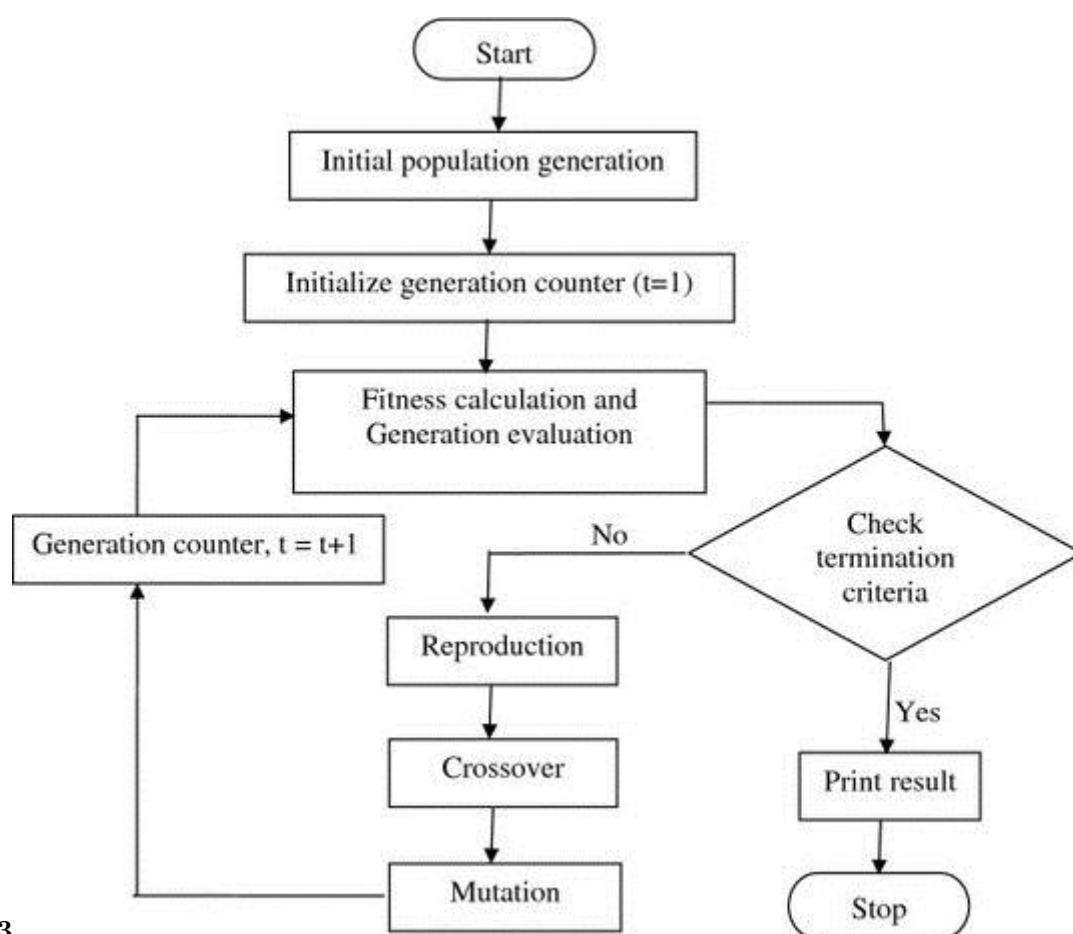 Start
Initial population generation
Initialize generation counter (t=1)
Fitness calculation and
Generation evaluation
Generation counter, t = t+1
No
Check
termination
criteria
Reproduction
Yes
Crossover
Print result
Mutation
Stop
3